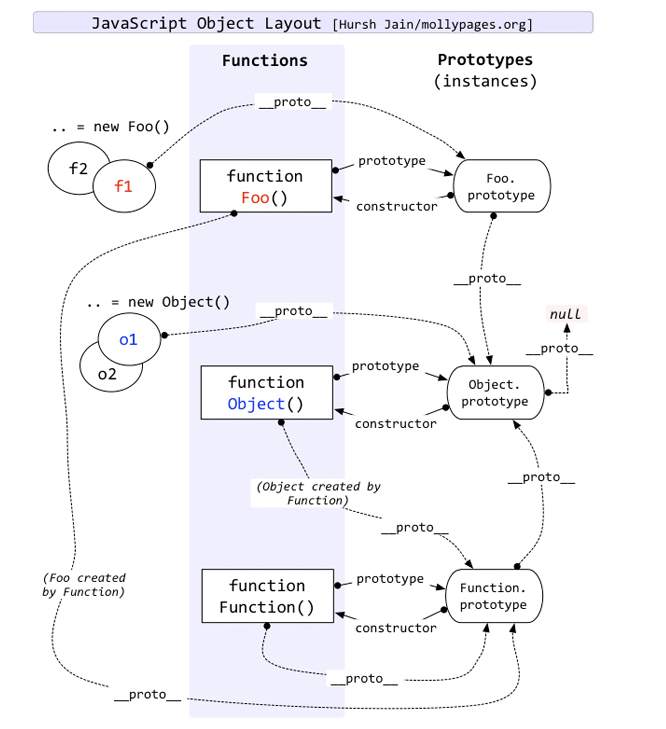 JavaScript Object Layout [Hursh Jain/mollypages.org]
Functions
Prototypes
(instances)
__proto__
.. = new Foo()
f2
f1
function
Foo()
prototype
constructor
Foo.
prototype
__proto__
.. = new Object()
__proto__
null
__proto__
o1
o2
function
Object()
prototype
constructor
Object.
prototype
(Object created by
Function)
__proto__
__proto__
(Foo created
by Function)
function
Function()
prototype
constructor
Function.
prototype
__proto__
__proto__